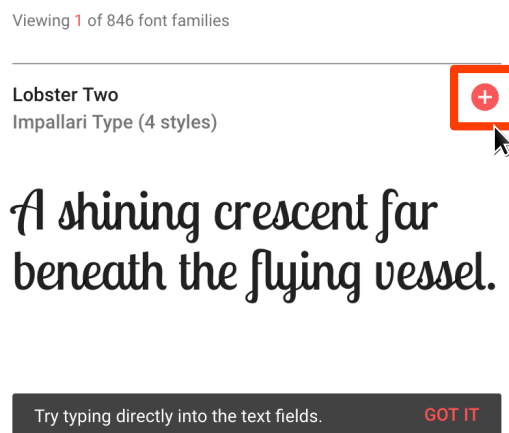 Viewing 1 of 846 font families
Lobster Two
Impallari Type (4 styles)
A shining crescent far
beneath the flying vessel.
Try typing directly into the text fields. GOT IT